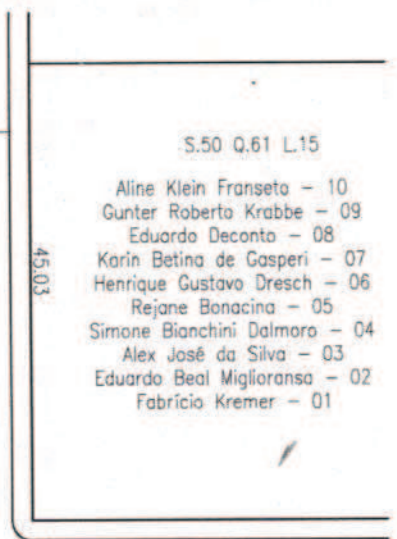 S.50 Q.61 L.15
Aline Klein Franseto - 10
Gunter Roberto Krabbe - 09
Eduardo Deconto - 08
Karin Betina de Gasperi - 07
Henrique Gustavo Dresch - 06
Rejane Bonacina - 05
Simone Bianchini Dalmoro - 04
Alex José da Silva - 03
Eduardo Beal Miglioransa - 02
Fabrício Kremer - 01
45.03